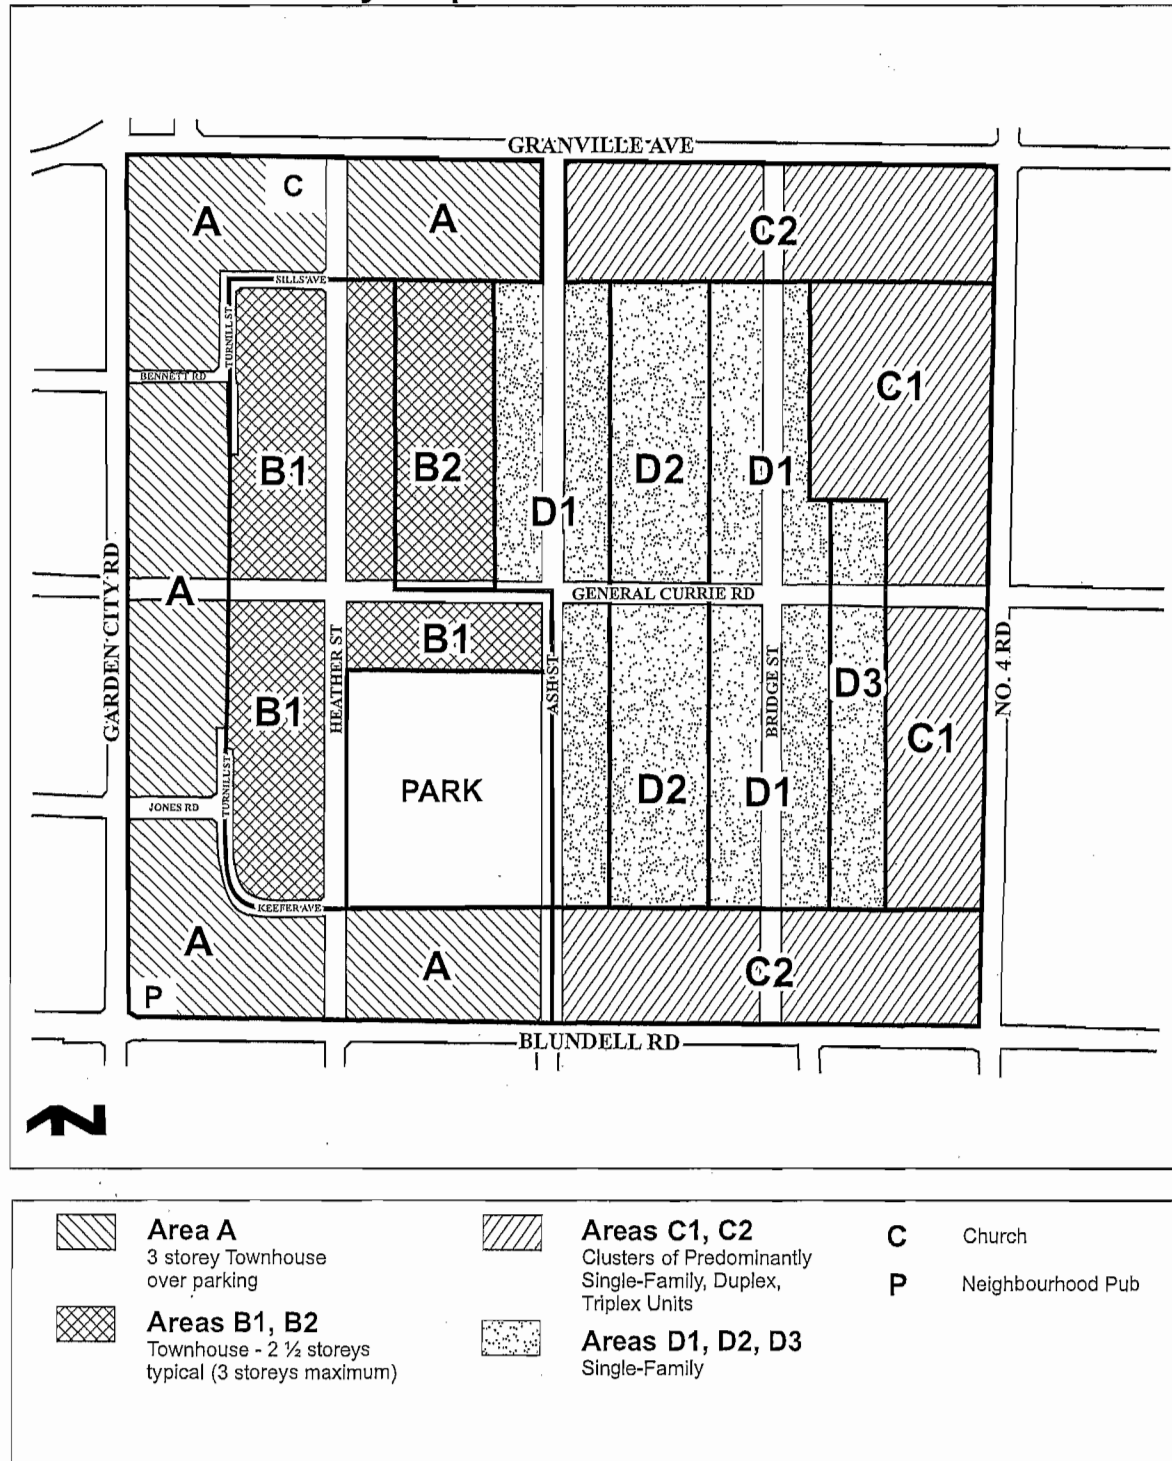 GRANVILLE AVE
C
A
A
C2
SILLS AVE
TURNILL ST
BENNETT RD
C1
B1
B2
D2
D1
D1
GARDEN CITY RD
A
GENERAL CURRIE RD
B1
HEATHER ST
ASH ST
BRIDGE ST
NO. 4 RD
D3
B1
C1
PARK
D2
D1
JONES RD
TURNILL ST
KEEFER AVE
A
A
C2
P
BLUNDELL RD
N
Area A
3 storey Townhouse
over parking
Areas B1, B2
Townhouse - 2 ½ storeys
typical (3 storeys maximum)
Areas C1, C2
Clusters of Predominantly
Single-Family, Duplex,
Triplex Units
Areas D1, D2, D3
Single-Family
C Church
P Neighbourhood Pub